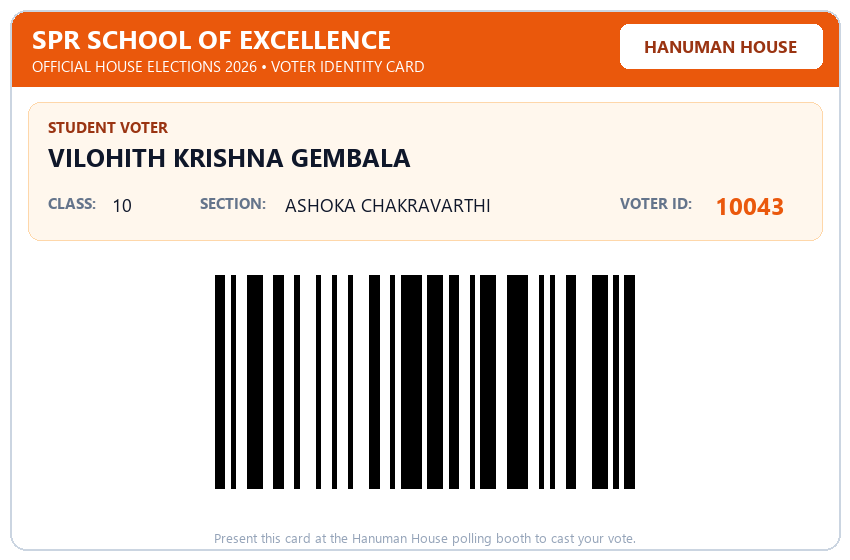 SPR SCHOOL OF EXCELLENCE
OFFICIAL HOUSE ELECTIONS 2026 • VOTER IDENTITY CARD
HANUMAN HOUSE
STUDENT VOTER
VILOHITH KRISHNA GEMBALA
CLASS: 10 SECTION: ASHOKA CHAKRAVARTHI VOTER ID: 10043
Present this card at the Hanuman House polling booth to cast your vote.